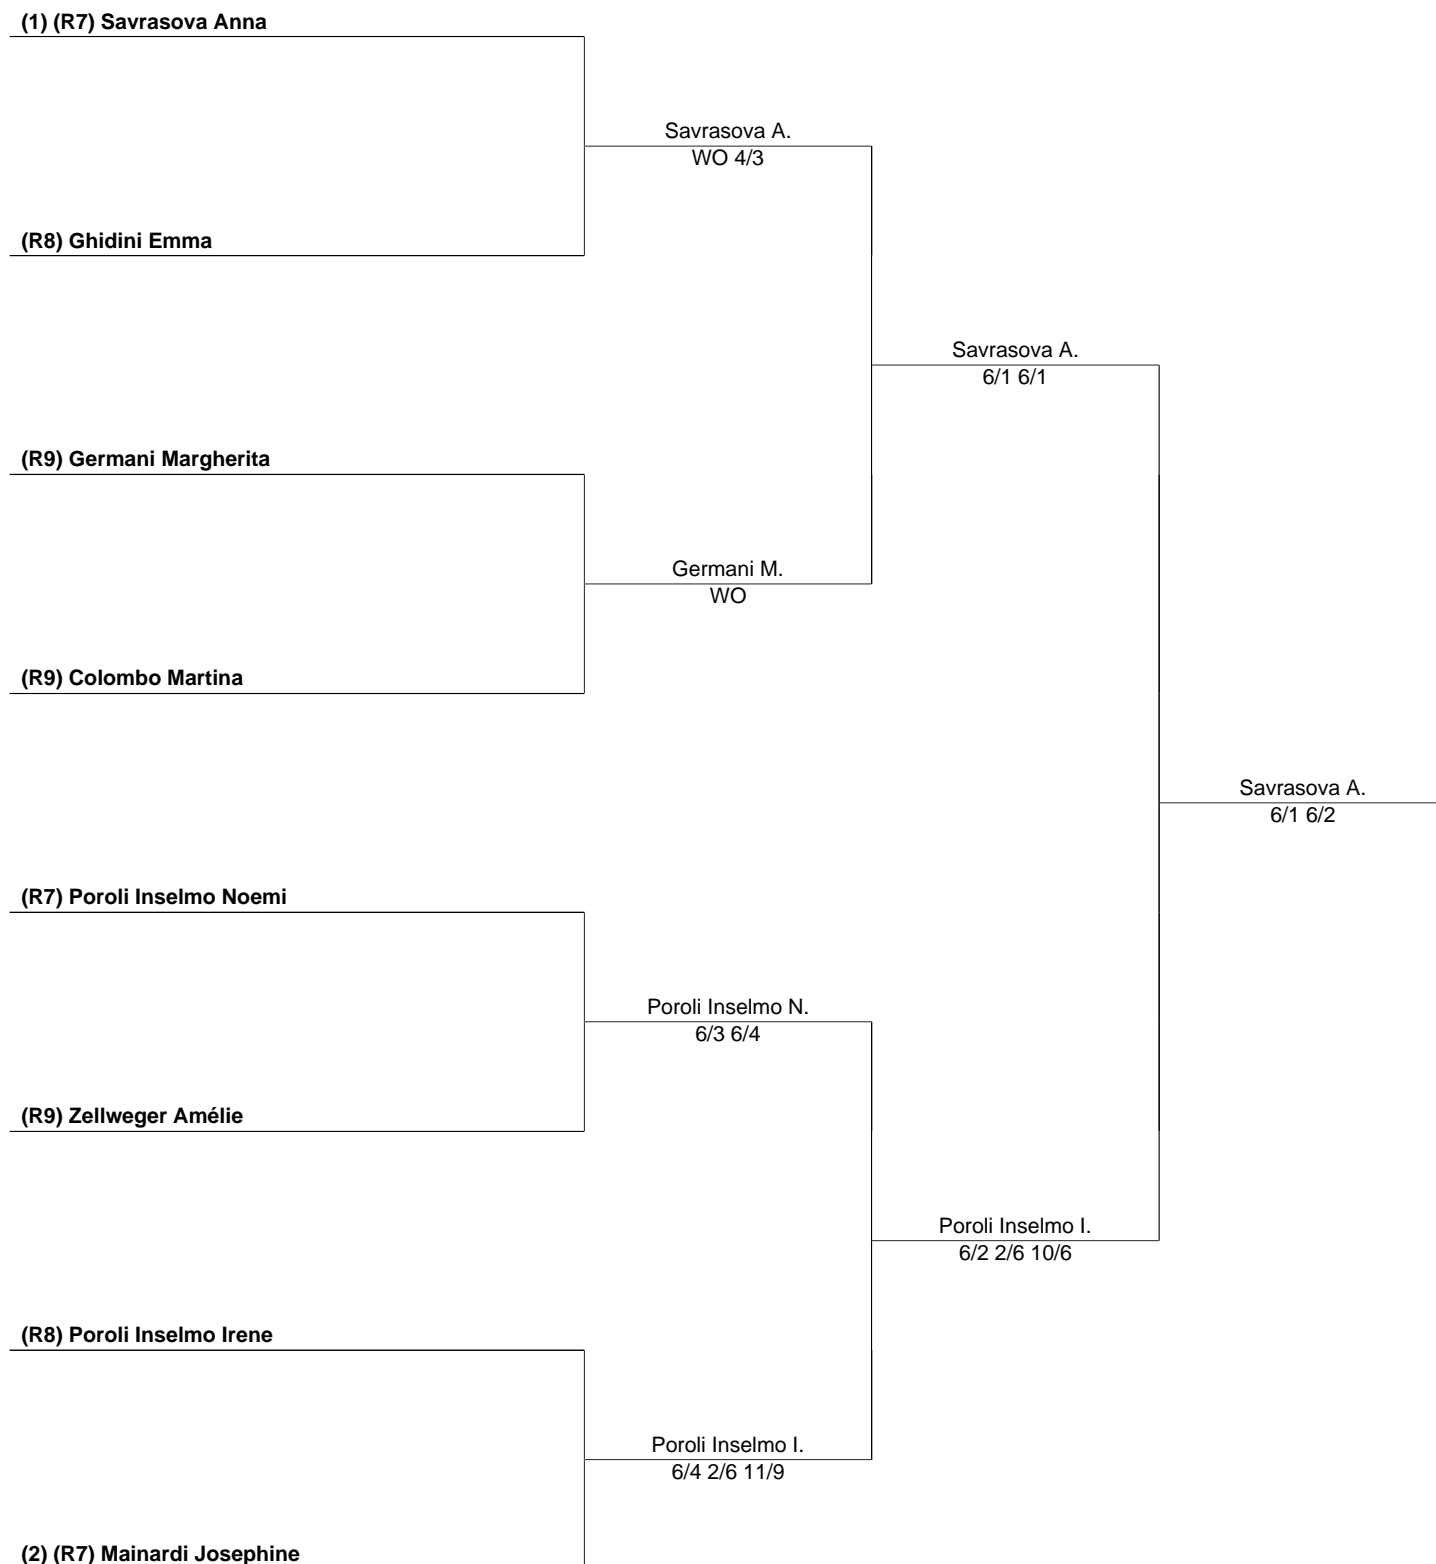 (1) (R7) Savrasova Anna
Savrasova A.
WO 4/3
(R8) Ghidini Emma
Savrasova A.
6/1 6/1
(R9) Germani Margherita
Germani M.
WO
(R9) Colombo Martina
Savrasova A.
6/1 6/2
(R7) Poroli Inselmo Noemi
Poroli Inselmo N.
6/3 6/4
(R9) Zellweger Amélie
Poroli Inselmo I.
6/2 2/6 10/6
(R8) Poroli Inselmo Irene
Poroli Inselmo I.
6/4 2/6 11/9
(2) (R7) Mainardi Josephine